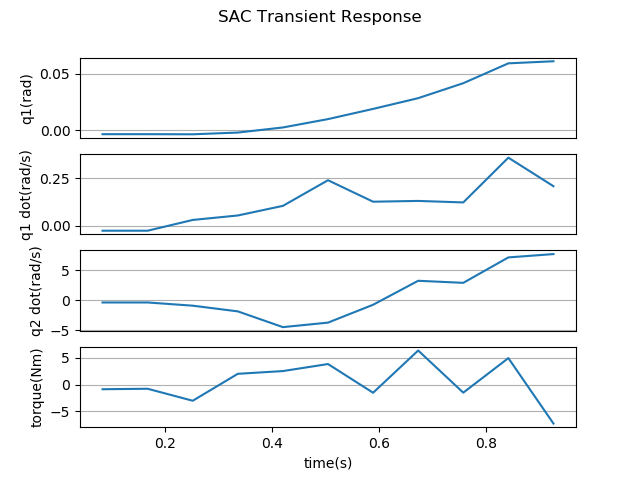 SAC Transient Response
q1(rad)
0.05
0.00
q1 dot(rad/s)
0.25
0.00
q2 dot(rad/s)
5
0
−5
torque(Nm)
5
0
−5
0.2 0.4 0.6 0.8
time(s)